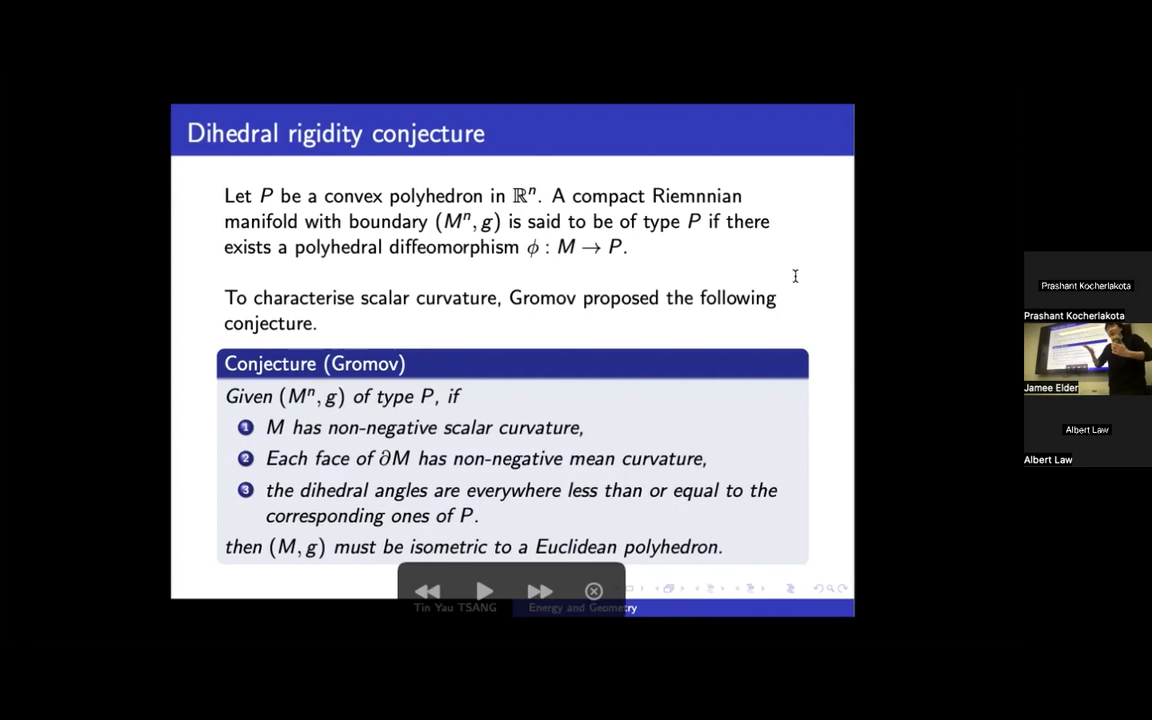 Dihedral rigidity conjecture
Let P be a convex polyhedron in ℝⁿ. A compact Riemnnian
manifold with boundary (Mⁿ, g) is said to be of type P if there
exists a polyhedral diffeomorphism ϕ : M → P.
To characterise scalar curvature, Gromov proposed the following
conjecture.
Conjecture (Gromov)
Given (Mⁿ, g) of type P, if
1 M has non-negative scalar curvature,
2 Each face of ∂M has non-negative mean curvature,
3 the dihedral angles are everywhere less than or equal to the
corresponding ones of P.
then (M, g) must be isometric to a Euclidean polyhedron.
Tin Yau TSANG
Energy and Geometry
Prashant Kocherlakota
Prashant Kocherlakota
Jamee Elder
Albert Law
Albert Law